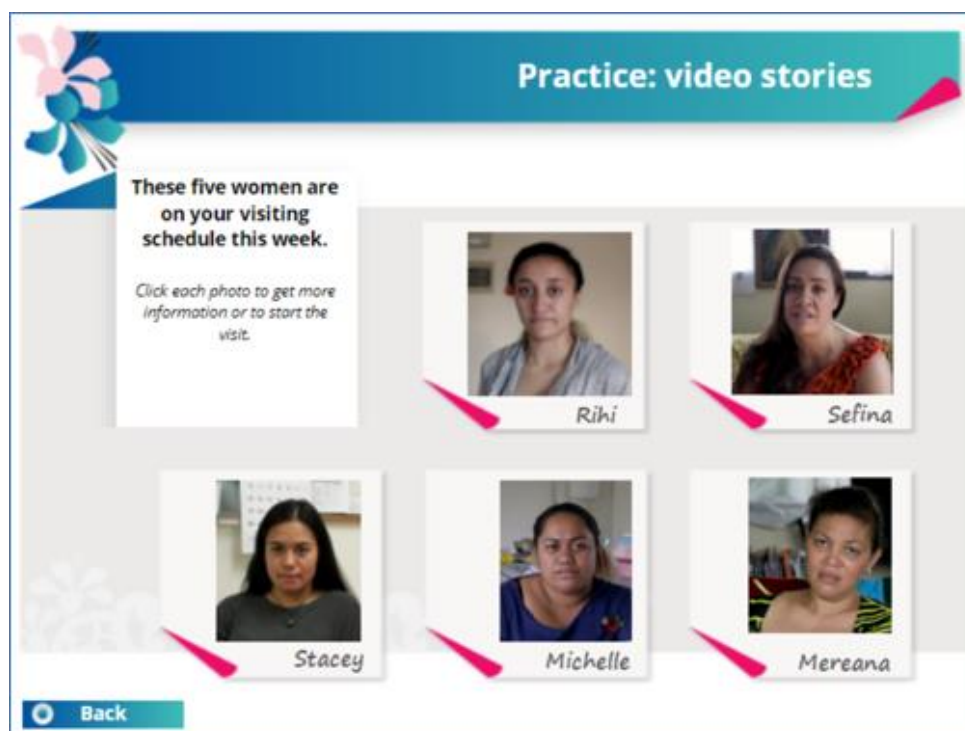 Practice: video stories
These five women are
on your visiting
schedule this week.
Click each photo to get more
information or to start the
visit.
Rihi
Sefina
Stacey
Michelle
Mereana
Back